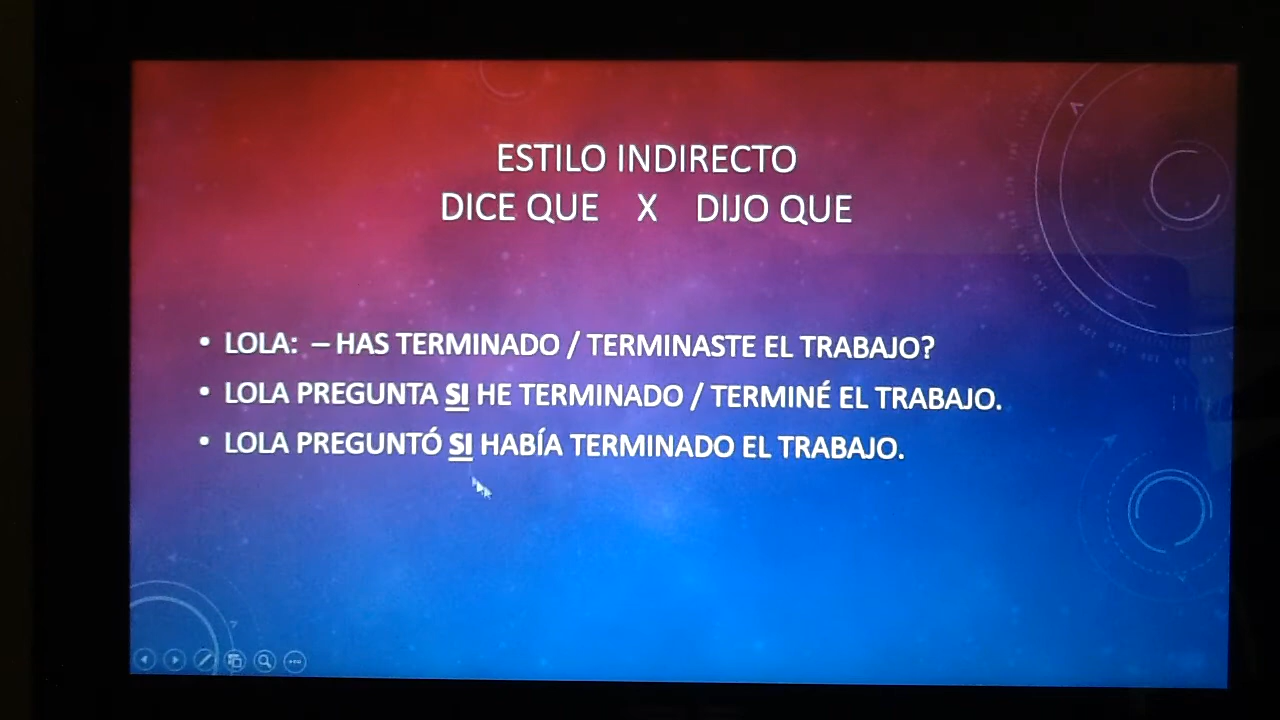 ESTILO INDIRECTO
DICE QUE X DIJO QUE
• LOLA: – HAS TERMINADO / TERMINASTE EL TRABAJO?
• LOLA PREGUNTA SI HE TERMINADO / TERMINÉ EL TRABAJO.
• LOLA PREGUNTÓ SI HABÍA TERMINADO EL TRABAJO.